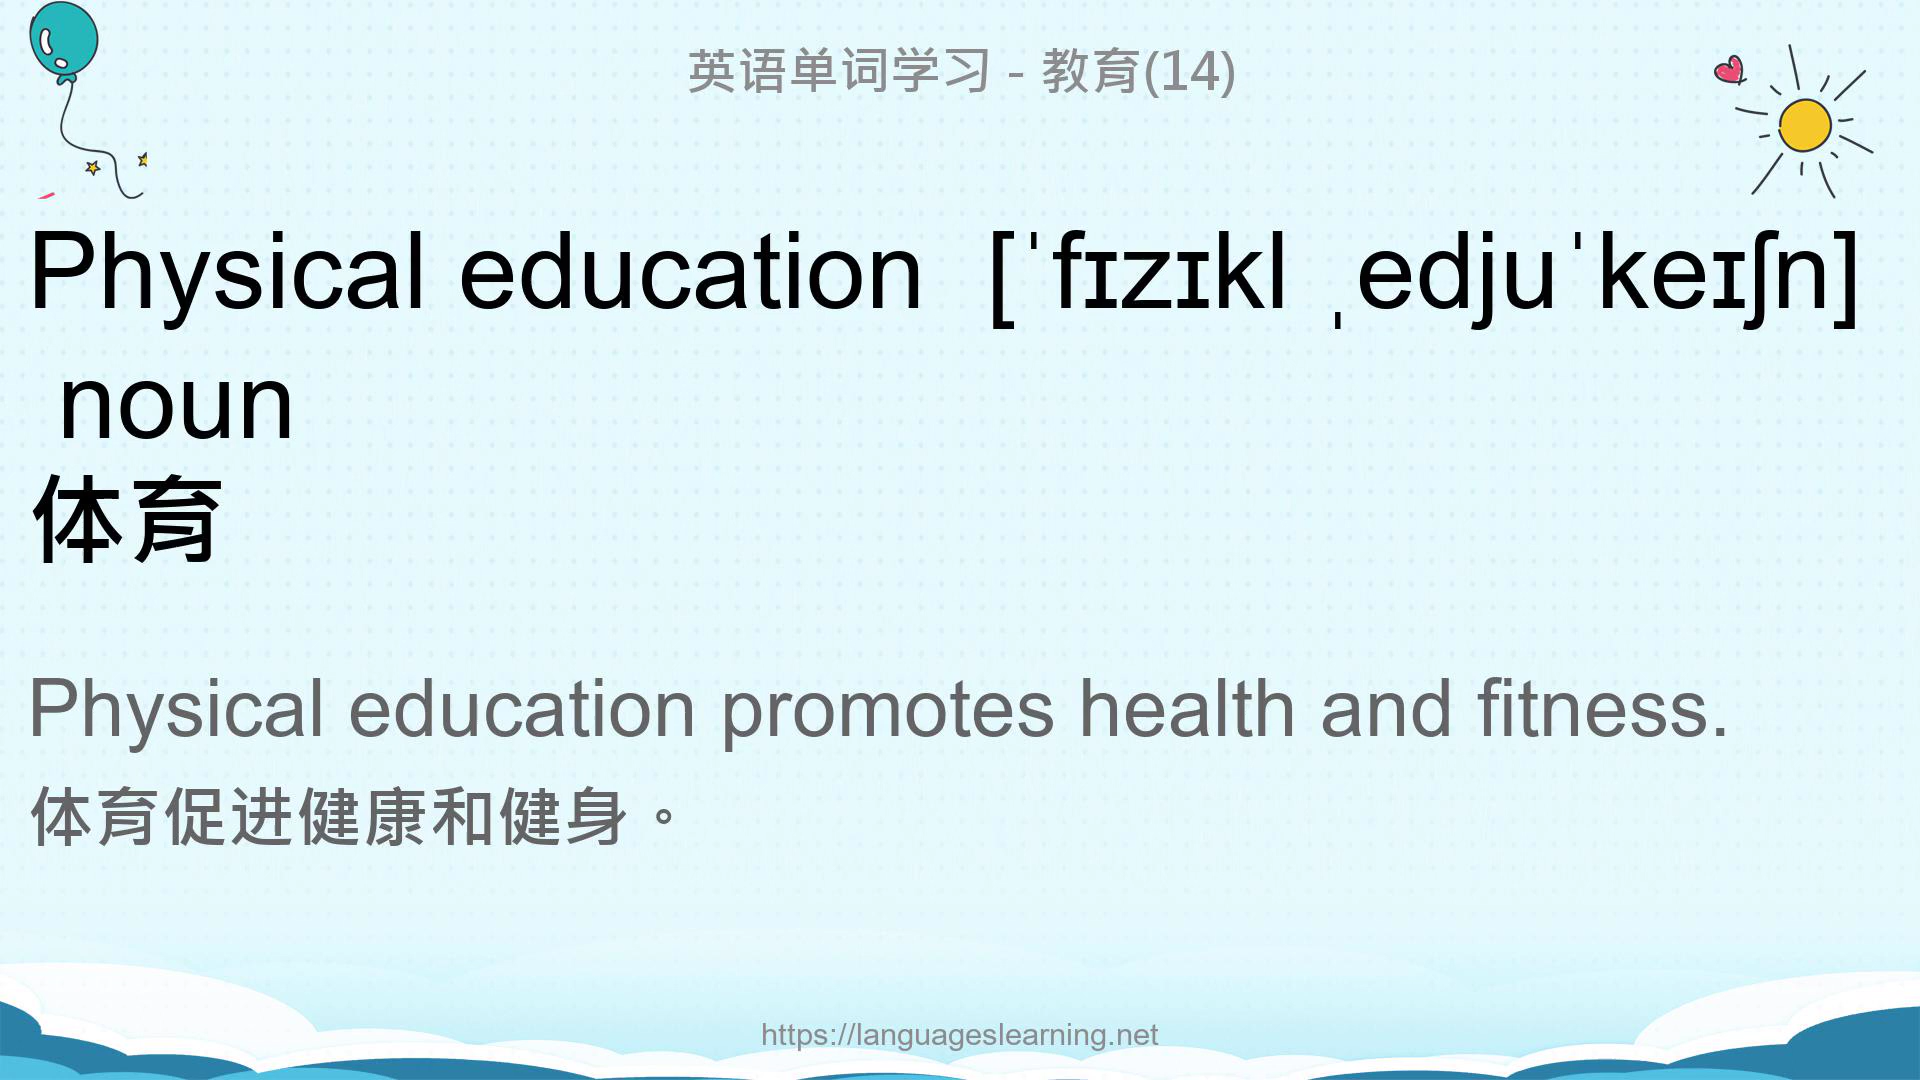 英语单词学习 - 教育(14)
Physical education  [ˈfɪzɪkl ˌedjuˈkeɪʃn]
noun
体育
Physical education promotes health and fitness.
体育促进健康和健身。
https://languageslearning.net